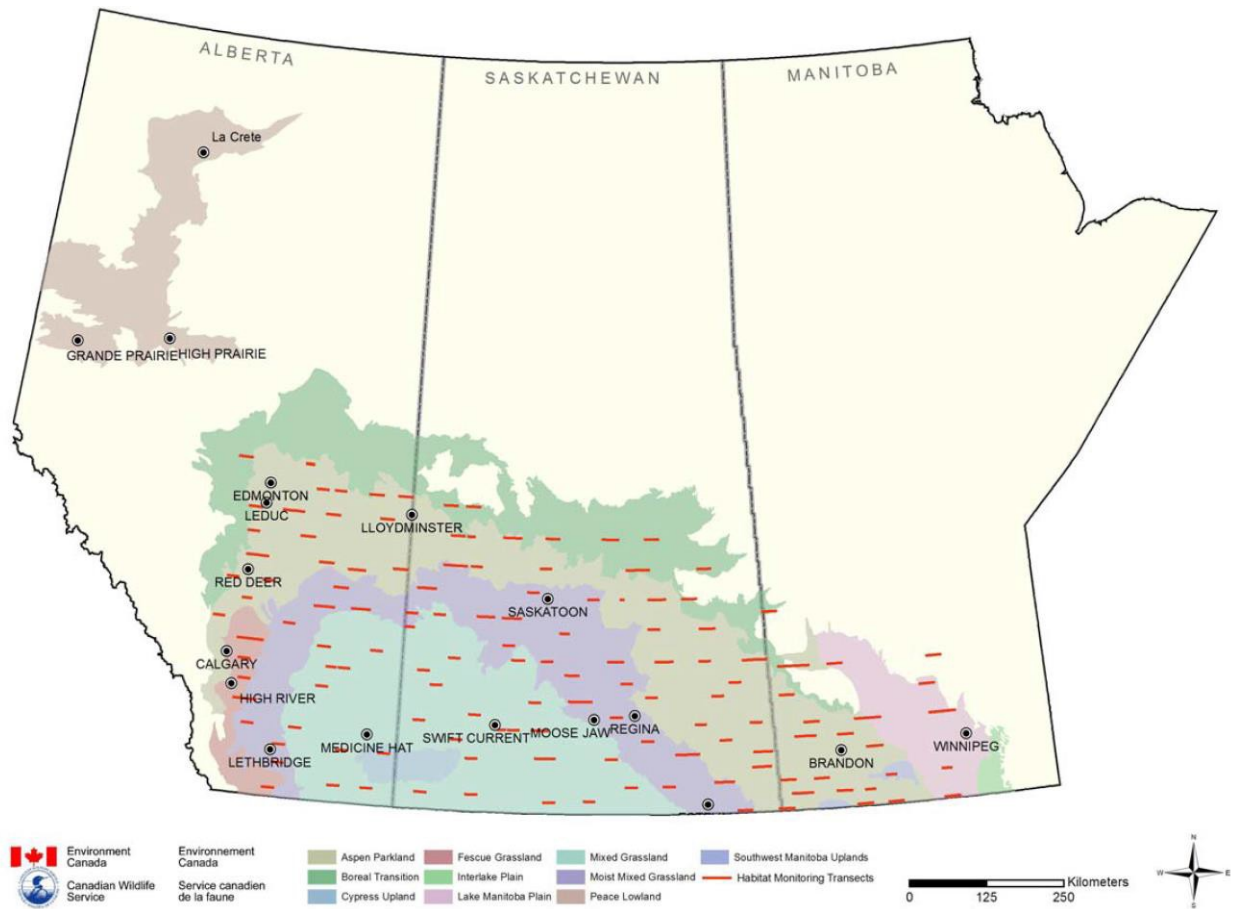 ALBERTA
SASKATCHEWAN
MANITOBA
La Crete
GRANDE PRAIRIE
HIGH PRAIRIE
EDMONTON
LEDUC
LLOYDMINSTER
RED DEER
SASKATOON
CALGARY
HIGH RIVER
MEDICINE HAT
SWIFT CURRENT
MOOSE JAW
REGINA
LETHBRIDGE
BRANDON
WINNIPEG
Environment
Canada
Environnement
Canada
Canadian Wildlife
Service
Service canadien
de la faune
Aspen Parkland
Boreal Transition
Cypress Upland
Fescue Grassland
Interlake Plain
Lake Manitoba Plain
Mixed Grassland
Moist Mixed Grassland
Peace Lowland
Southwest Manitoba Uplands
Habitat Monitoring Transects
Kilometers
0 125 250
N
W E
S